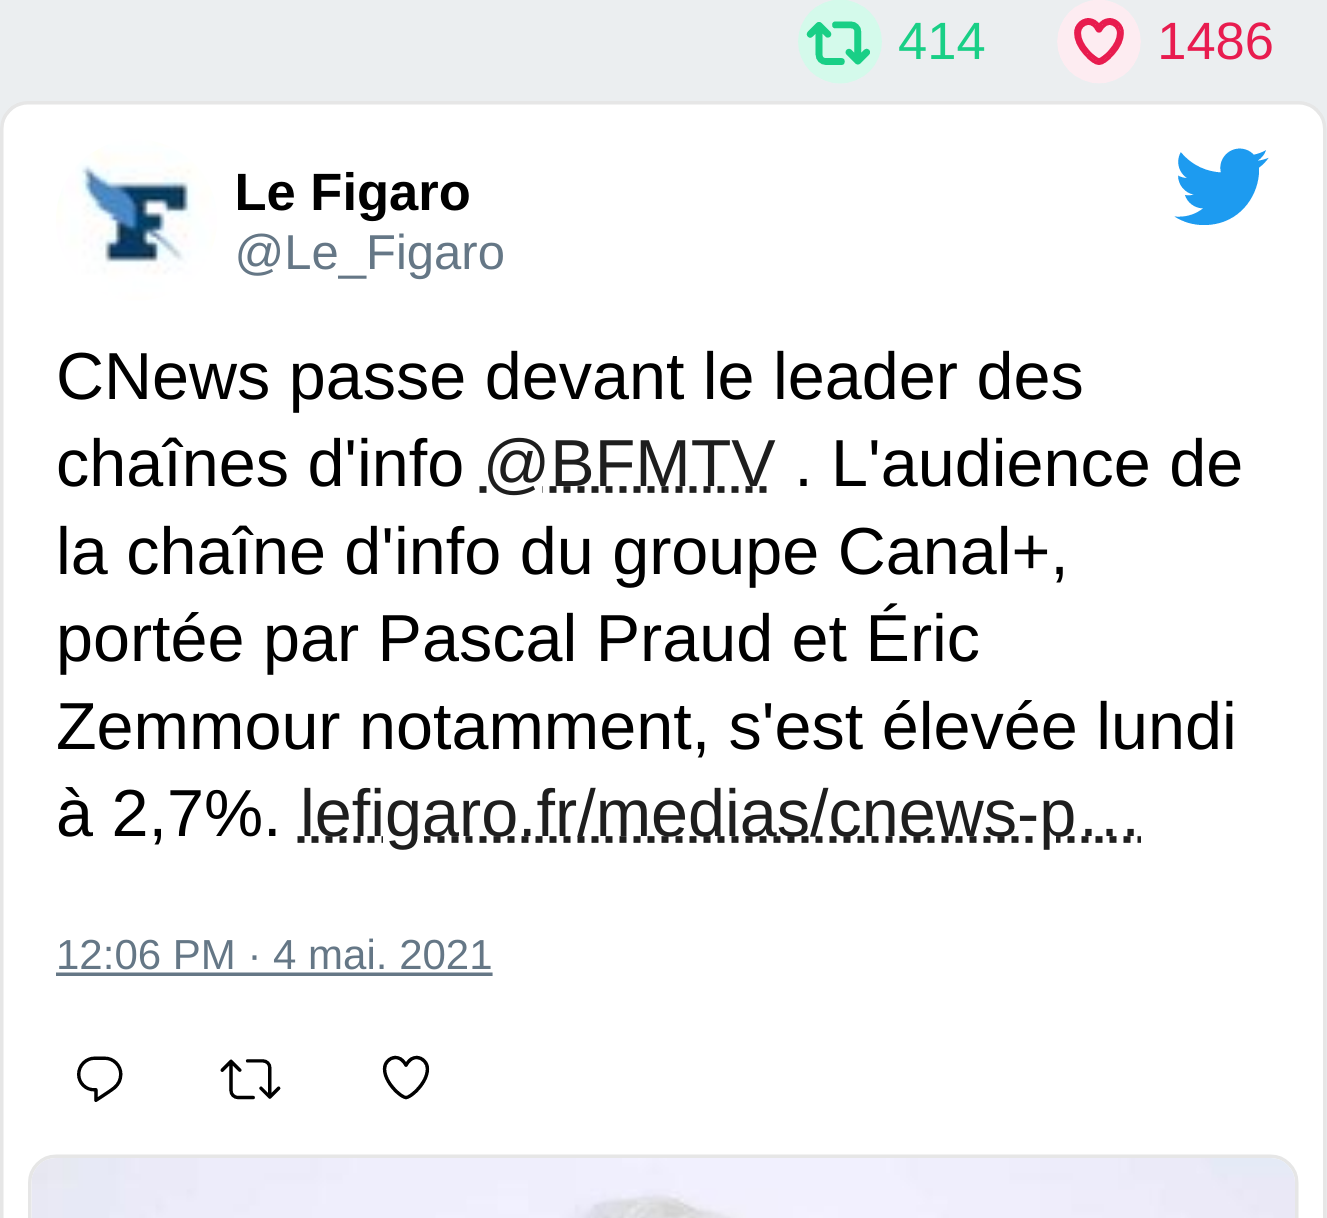 414 1486
Le Figaro
@Le_Figaro
CNews passe devant le leader des
chaînes d'info @BFMTV . L'audience de
la chaîne d'info du groupe Canal+,
portée par Pascal Praud et Éric
Zemmour notamment, s'est élevée lundi
à 2,7%. lefigaro.fr/medias/cnews-p…
12:06 PM · 4 mai. 2021